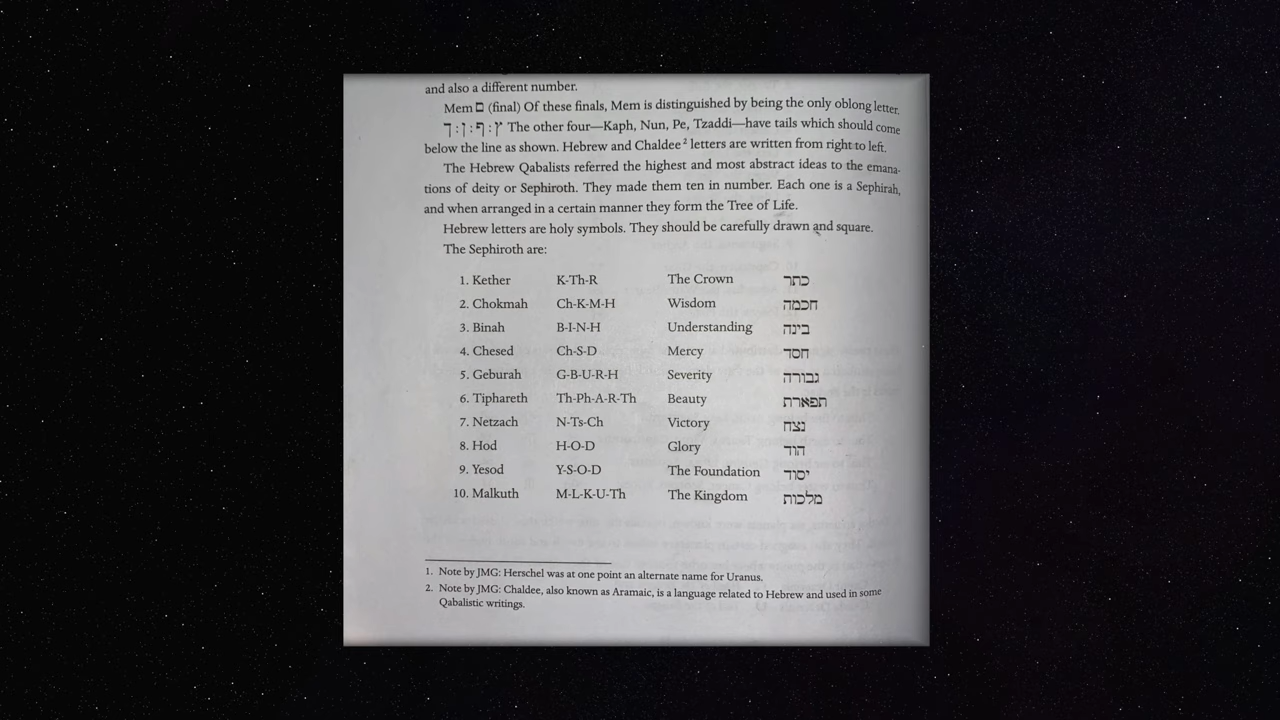 and also a different number.
Mem ם (final) Of these finals, Mem is distinguished by being the only oblong letter.
ץ : ף : ן : ך The other four—Kaph, Nun, Pe, Tzaddi—have tails which should come
below the line as shown. Hebrew and Chaldee² letters are written from right to left.
The Hebrew Qabalists referred the highest and most abstract ideas to the emana-
tions of deity or Sephiroth. They made them ten in number. Each one is a Sephirah,
and when arranged in a certain manner they form the Tree of Life.
Hebrew letters are holy symbols. They should be carefully drawn and square.
The Sephiroth are:
1. Kether K-Th-R The Crown כתר
2. Chokmah Ch-K-M-H Wisdom חכמה
3. Binah B-I-N-H Understanding בינה
4. Chesed Ch-S-D Mercy חסד
5. Geburah G-B-U-R-H Severity גבורה
6. Tiphareth Th-Ph-A-R-Th Beauty תפארת
7. Netzach N-Ts-Ch Victory נצח
8. Hod H-O-D Glory הוד
9. Yesod Y-S-O-D The Foundation יסוד
10. Malkuth M-L-K-U-Th The Kingdom מלכות
1. Note by JMG: Herschel was at one point an alternate name for Uranus.
2. Note by JMG: Chaldee, also known as Aramaic, is a language related to Hebrew and used in some
Qabalistic writings.